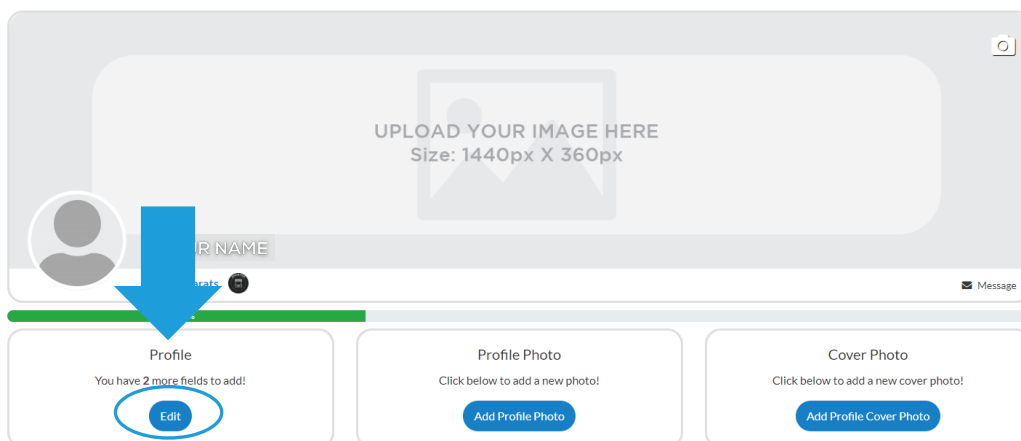 UPLOAD YOUR IMAGE HERE
Size: 1440px X 360px
NAME
Message
Profile
Profile Photo
Cover Photo
You have 2 more fields to add!
Click below to add a new photo!
Click below to add a new cover photo!
Edit
Add Profile Photo
Add Profile Cover Photo